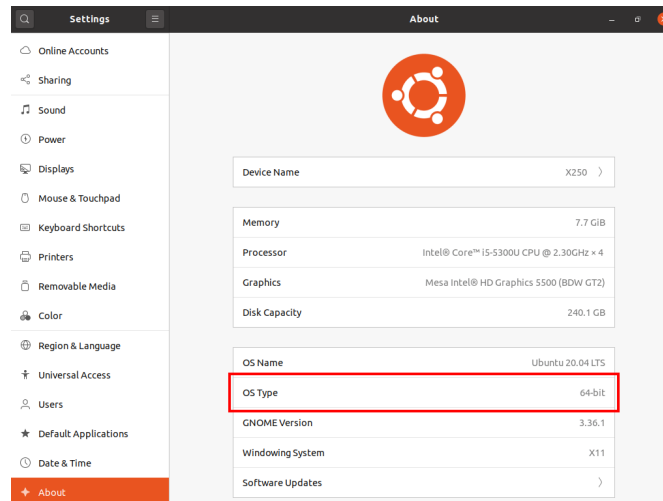 Settings
About
Online Accounts
Sharing
Sound
Power
Displays
Mouse & Touchpad
Keyboard Shortcuts
Printers
Removable Media
Color
Region & Language
Universal Access
Users
Default Applications
Date & Time
About
Device Name X250
Memory 7.7 GiB
Processor Intel® Core™ i5-5300U CPU @ 2.30GHz × 4
Graphics Mesa Intel® HD Graphics 5500 (BDW GT2)
Disk Capacity 240.1 GB
OS Name Ubuntu 20.04 LTS
OS Type 64-bit
GNOME Version 3.36.1
Windowing System X11
Software Updates